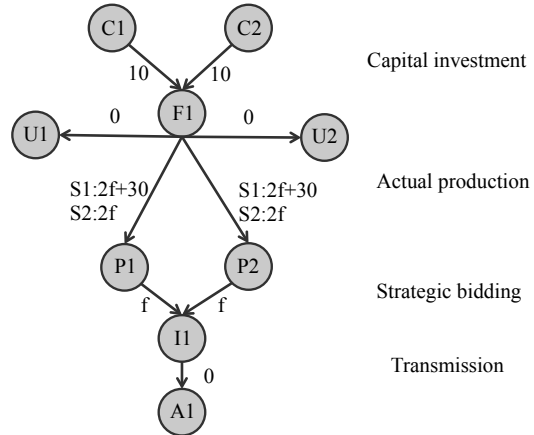 C1
C2
Capital investment
10
10
F1
0
0
U1
U2
Actual production
S1:2f+30
S2:2f
S1:2f+30
S2:2f
P1
P2
Strategic bidding
f
f
I1
Transmission
0
A1